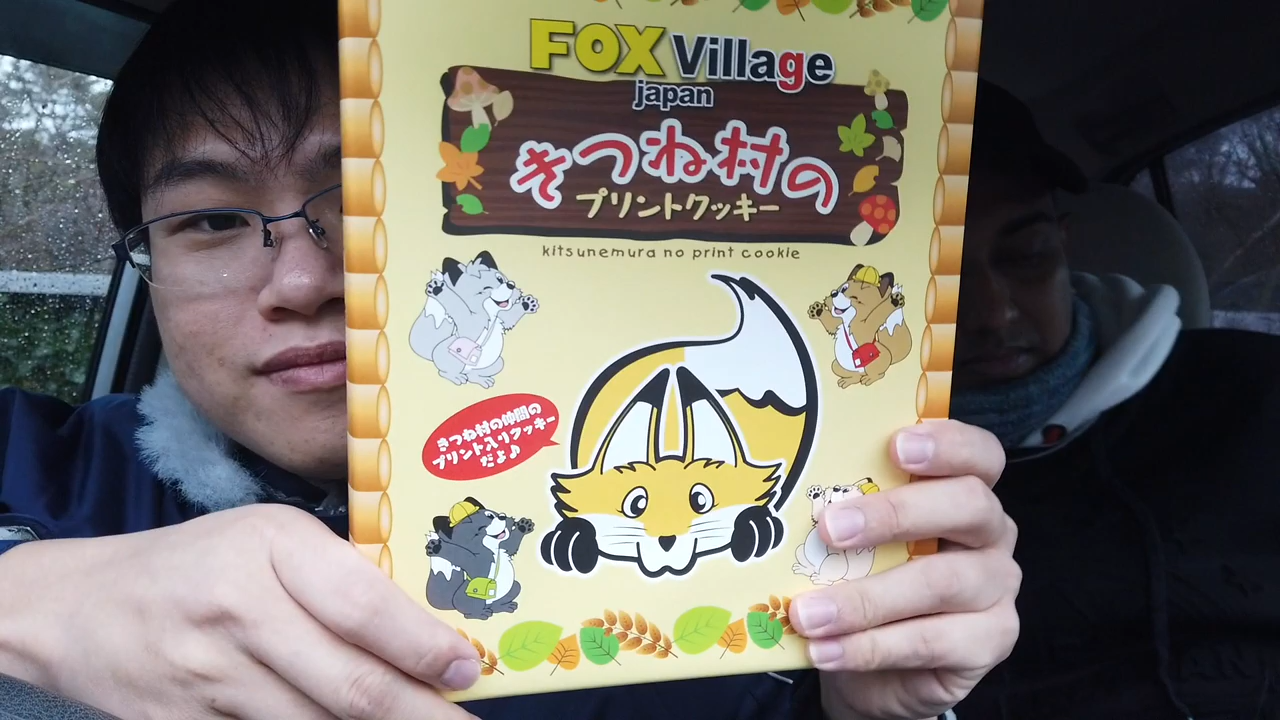 FOX Village
japan
きつね村の
プリントクッキー
kitsunemura no print cookie
きつね村の仲間の
プリント入りクッキー
だよ♪